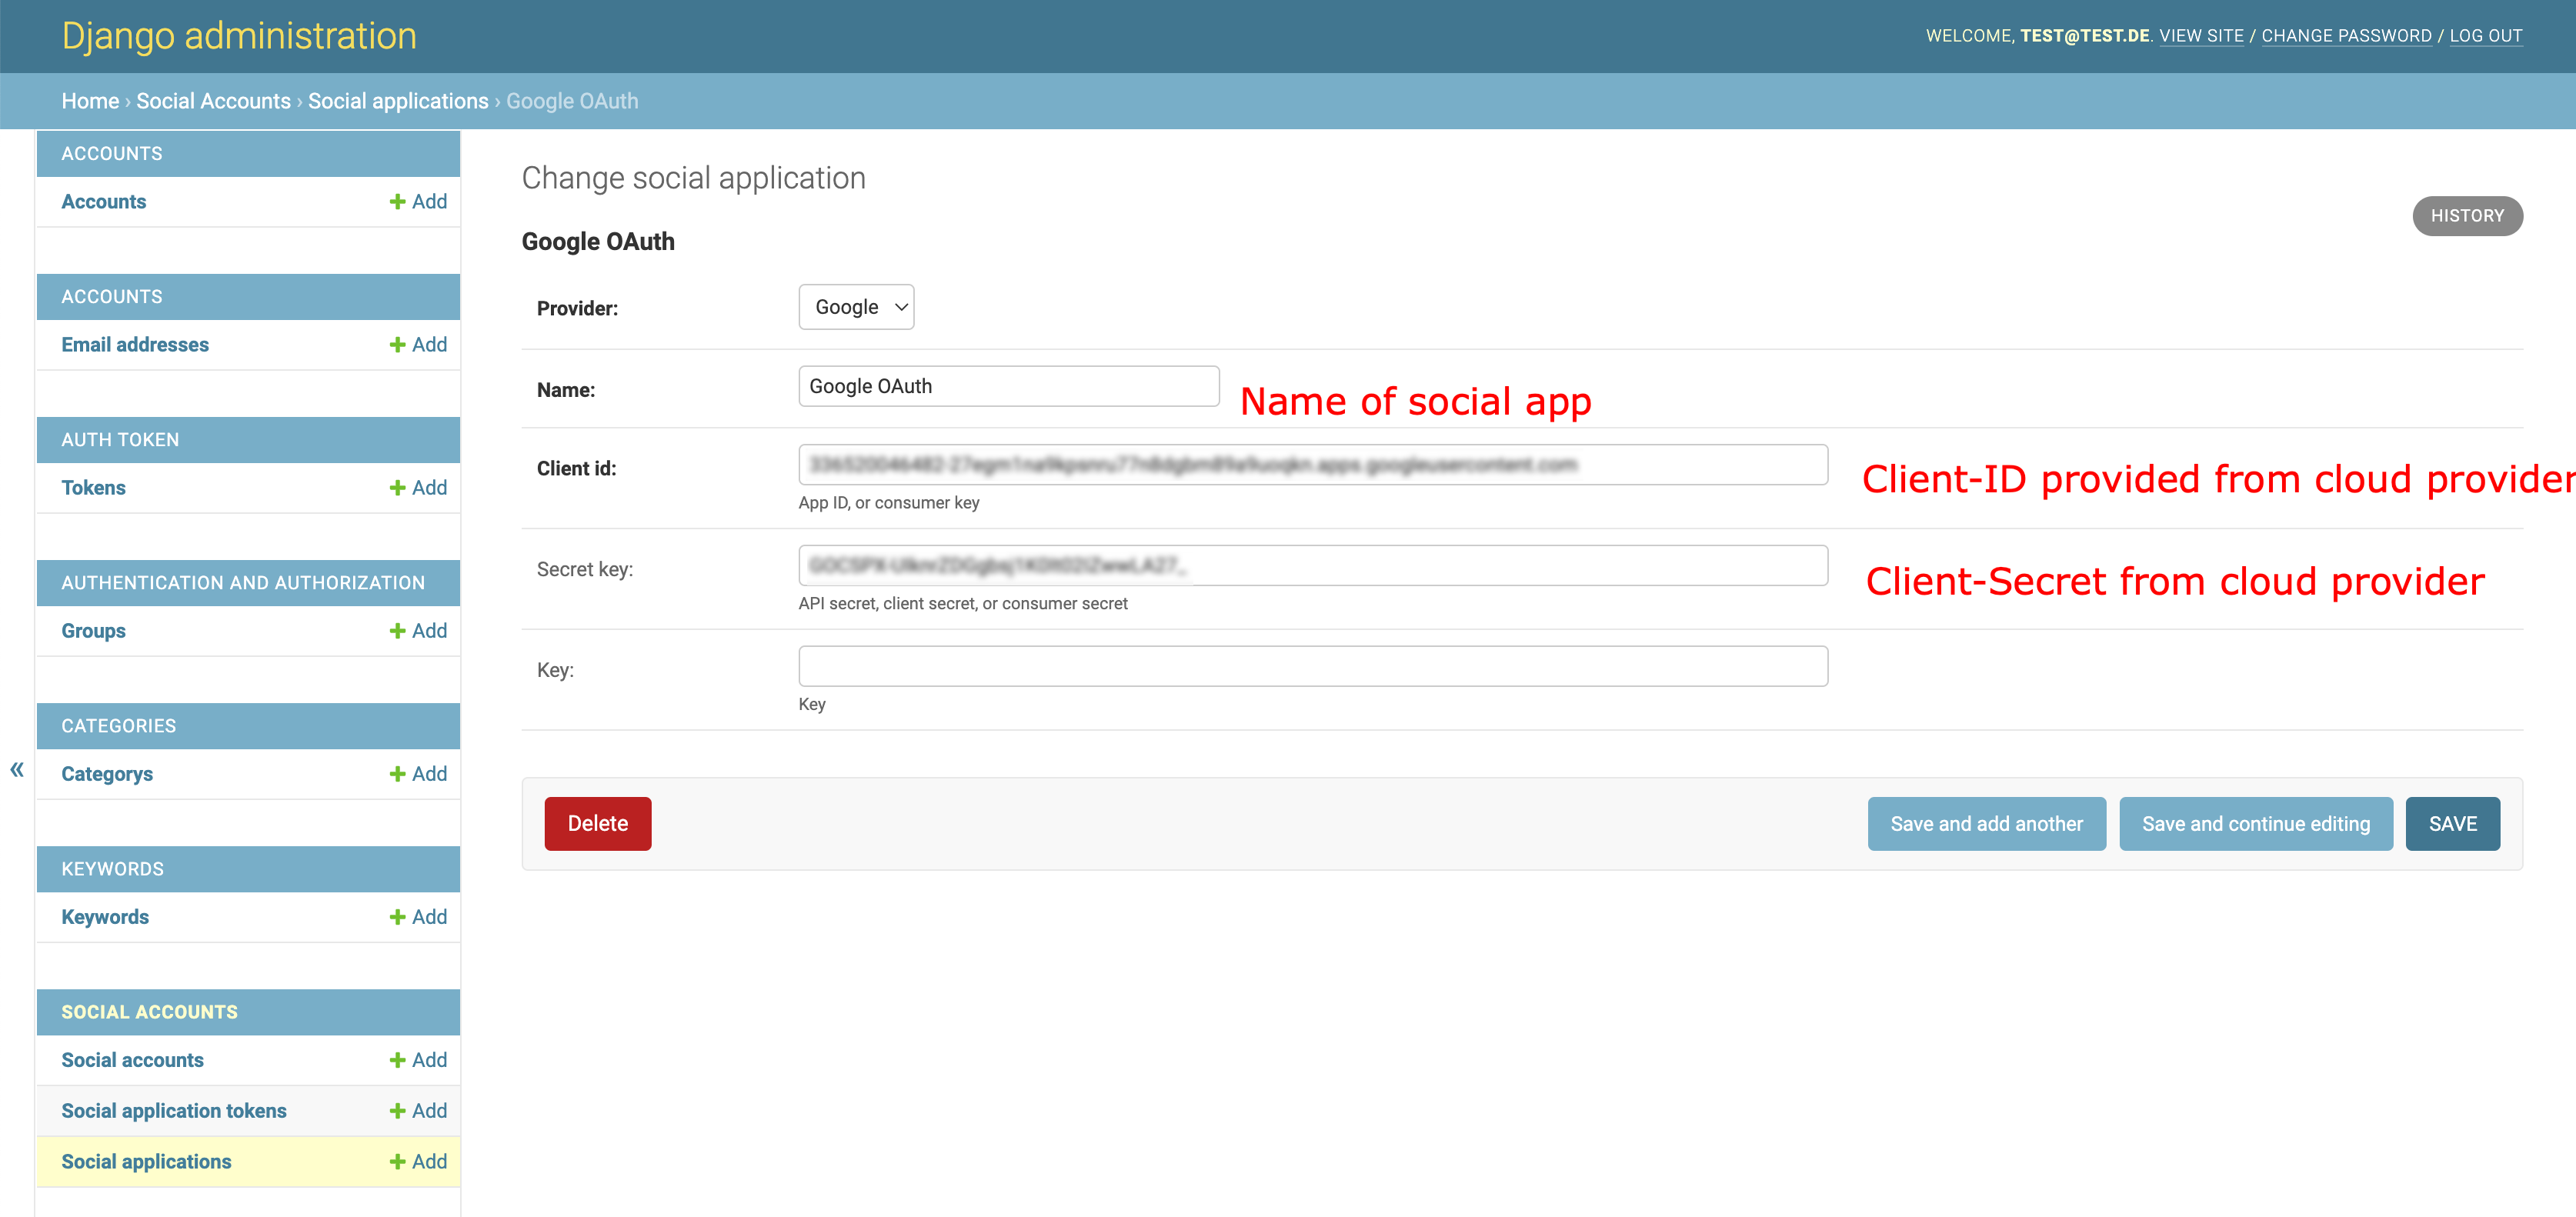 Django administration
WELCOME, TEST@TEST.DE. VIEW SITE / CHANGE PASSWORD / LOG OUT
Home › Social Accounts › Social applications › Google OAuth
ACCOUNTS
Accounts + Add
ACCOUNTS
Email addresses + Add
AUTH TOKEN
Tokens + Add
AUTHENTICATION AND AUTHORIZATION
Groups + Add
CATEGORIES
Categorys + Add
KEYWORDS
Keywords + Add
SOCIAL ACCOUNTS
Social accounts + Add
Social application tokens + Add
Social applications + Add
«
Change social application
HISTORY
Google OAuth
Provider: Google
Name: Google OAuth Name of social app
Client id: Client-ID provided from cloud provider
App ID, or consumer key
Secret key: Client-Secret from cloud provider
API secret, client secret, or consumer secret
Key:
Key
Delete Save and add another Save and continue editing SAVE